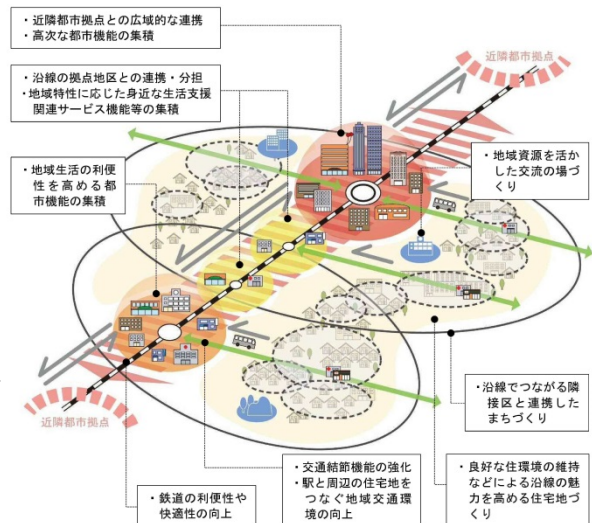 ・近隣都市拠点との広域的な連携
・高次な都市機能の集積
近隣都市拠点
・沿線の拠点地区との連携・分担
・地域特性に応じた身近な生活支援
関連サービス機能等の集積
・地域生活の利便
性を高める都
市機能の集積
・地域資源を活か
した交流の場づ
くり
・沿線でつながる隣
接区と連携した
まちづくり
近隣都市拠点
・鉄道の利便性や
快適性の向上
・交通結節機能の強化
・駅と周辺の住宅地を
つなぐ地域交通環
境の向上
・良好な住環境の維持
などによる沿線の魅
力を高める住宅地づ
くり